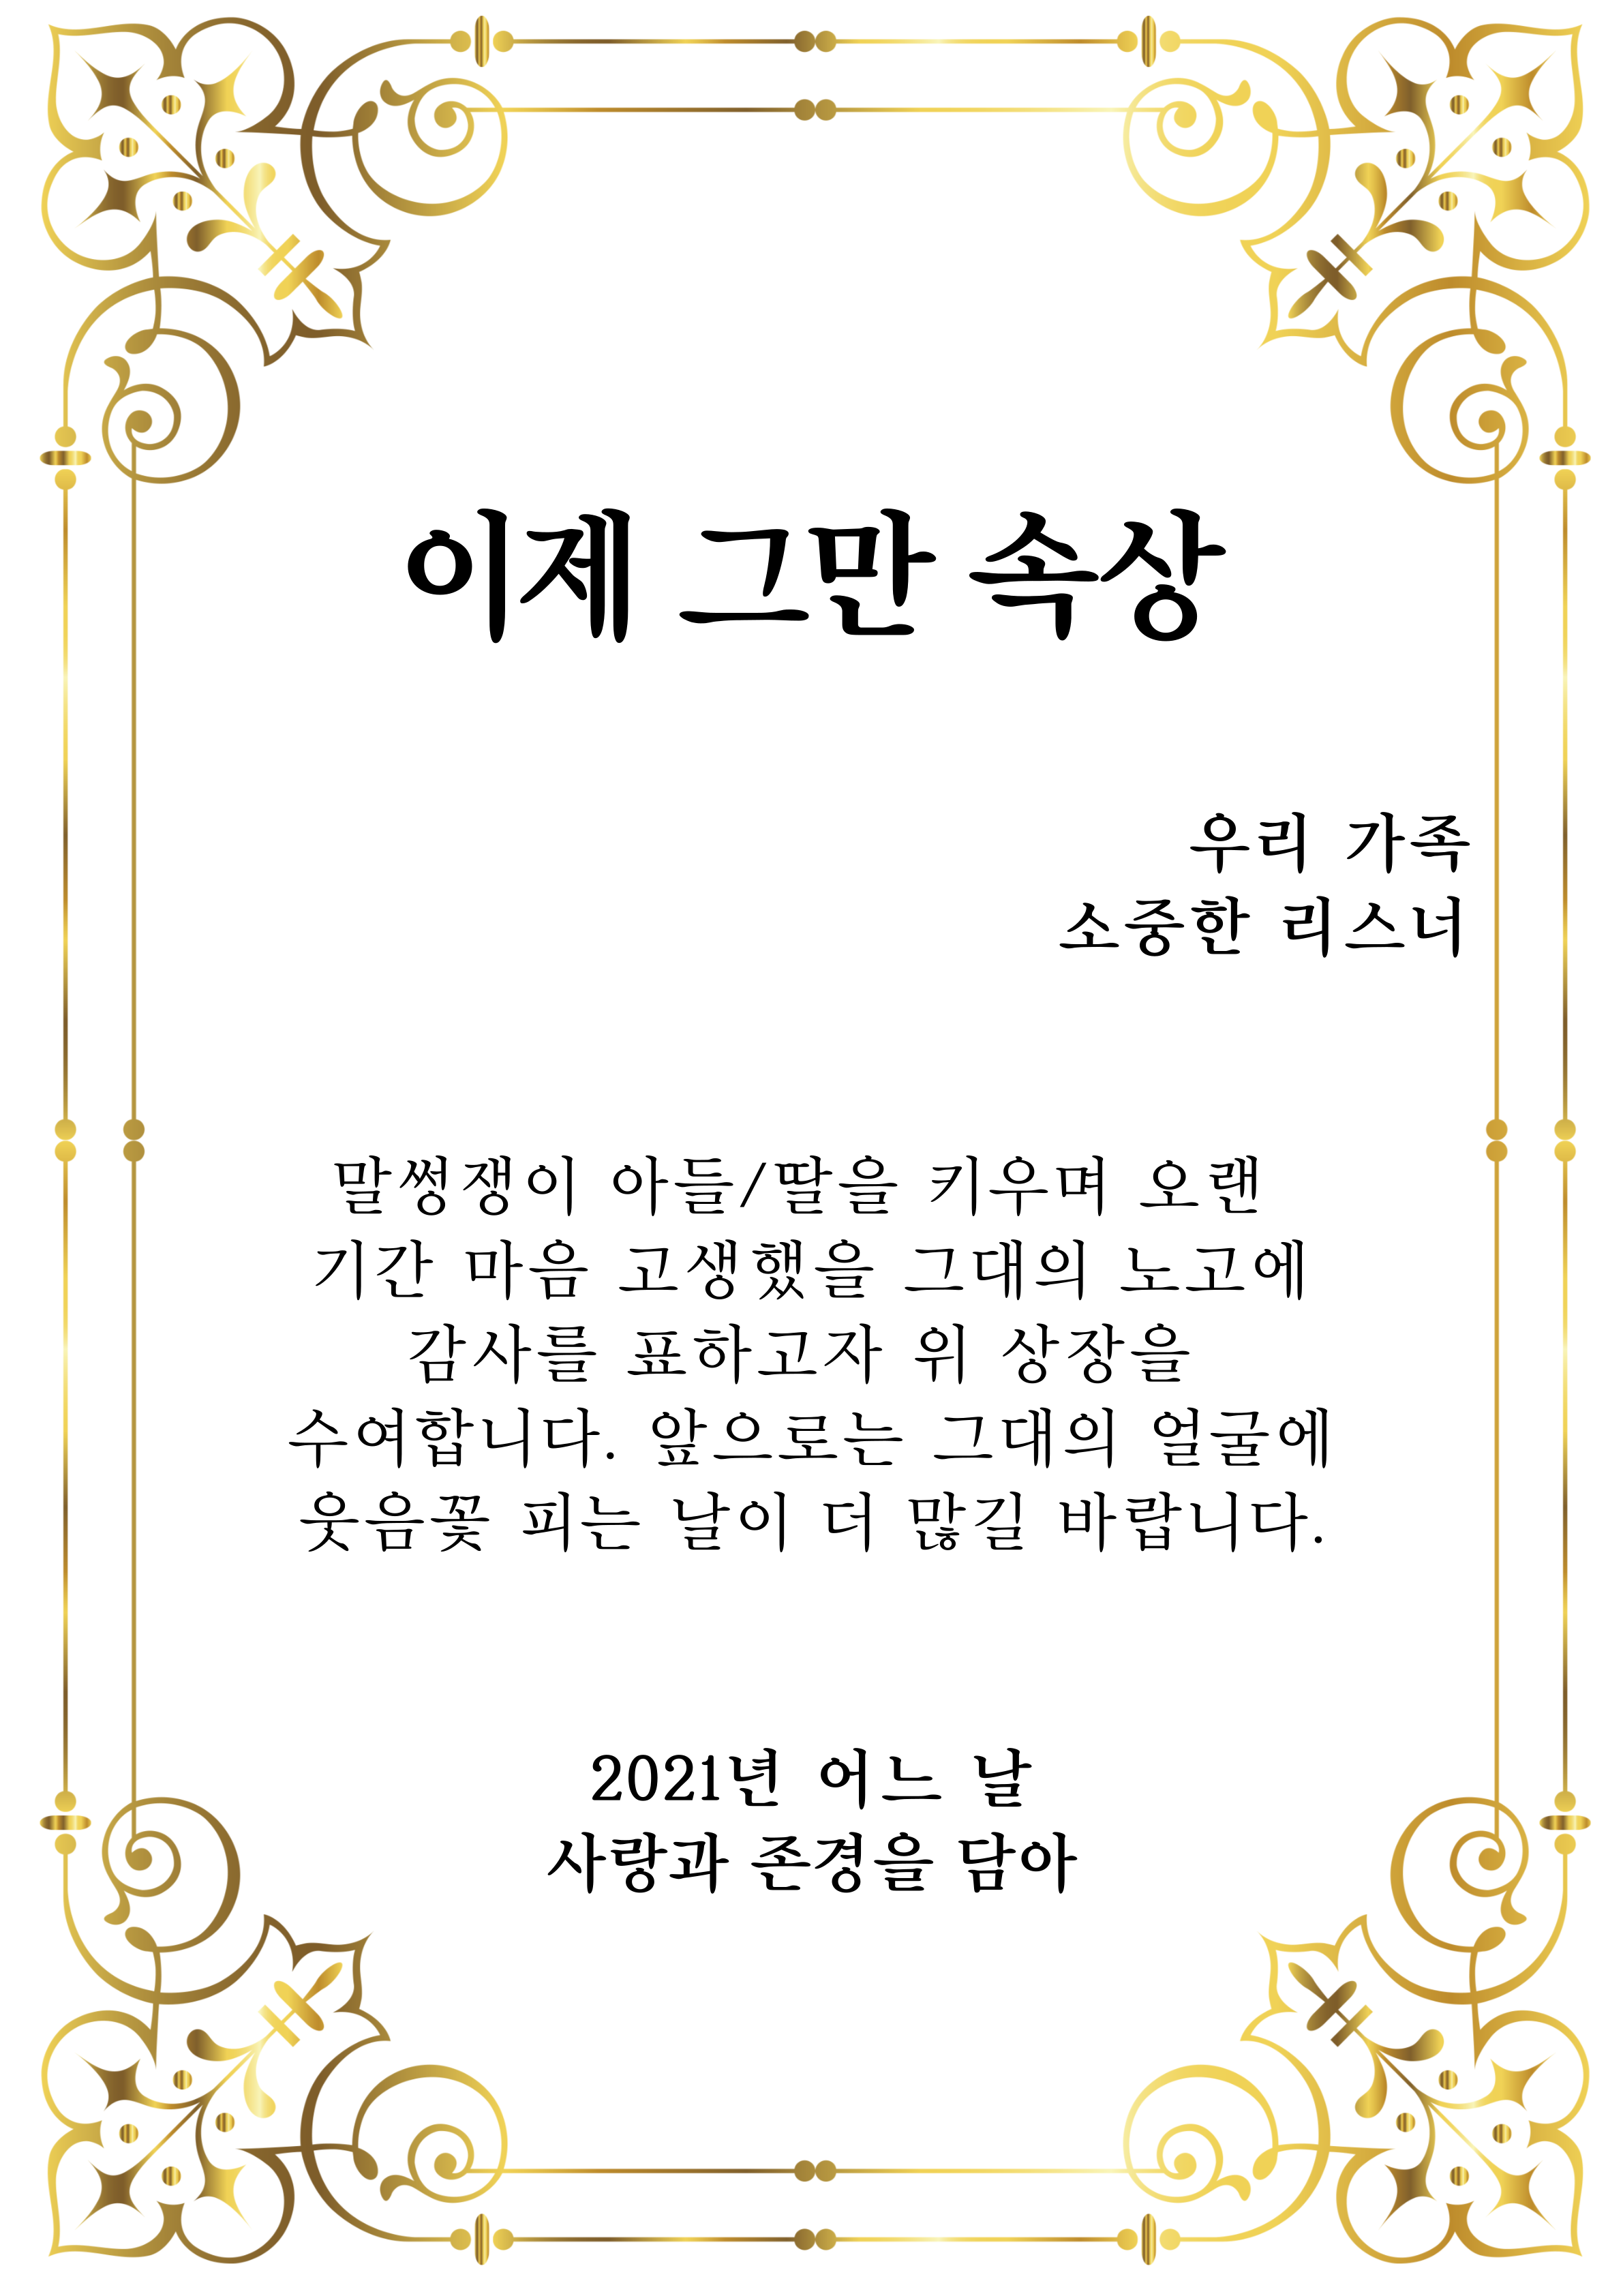 이제 그만 속상
우리 가족
소중한 리스너
말썽쟁이 아들/딸을 키우며 오랜
기간 마음 고생했을 그대의 노고에
감사를 표하고자 위 상장을
수여합니다. 앞으로는 그대의 얼굴에
웃음꽃 피는 날이 더 많길 바랍니다.
2021년 어느 날
사랑과 존경을 담아